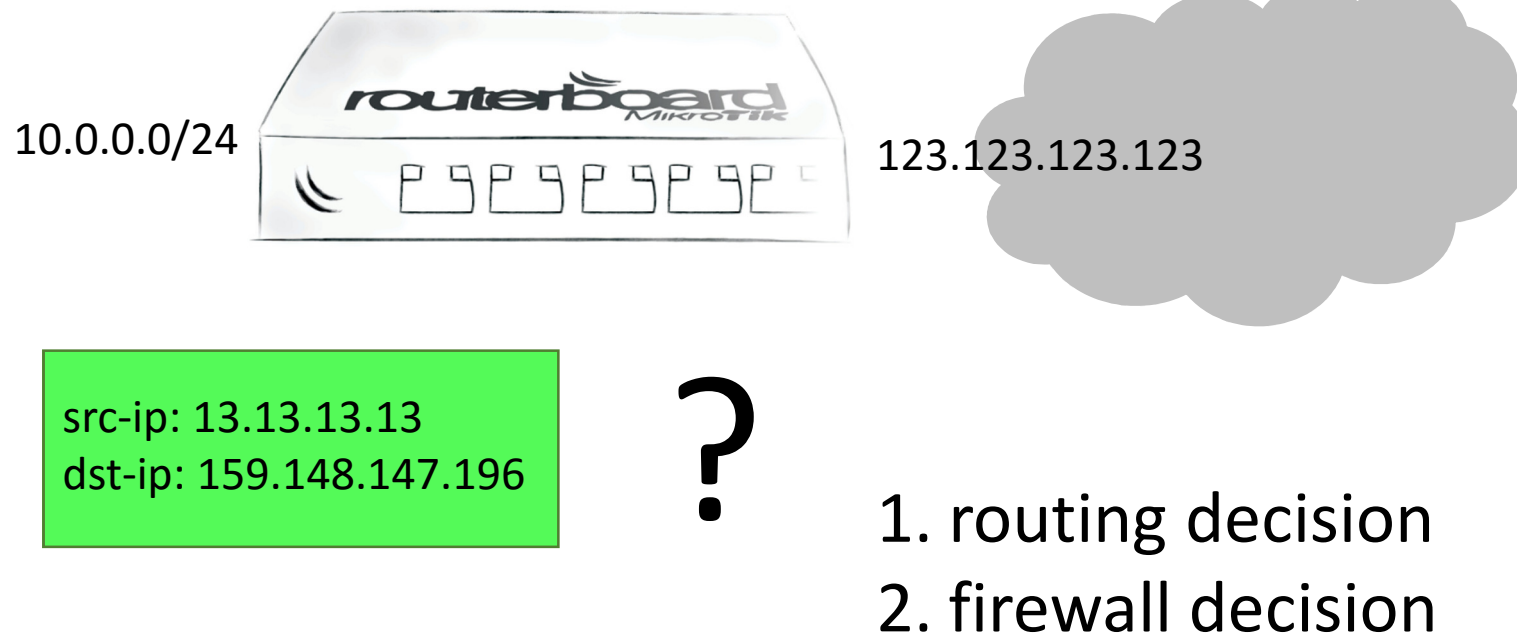 routerboard
MIKROTIK
10.0.0.0/24
123.123.123.123
src-ip: 13.13.13.13
dst-ip: 159.148.147.196
?
1. routing decision
2. firewall decision